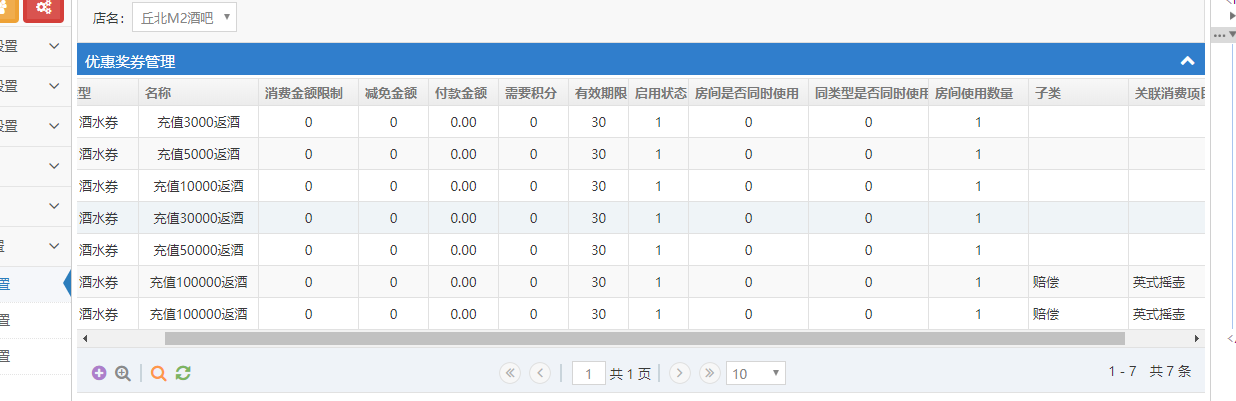 店名： 丘北M2酒吧
设置
优惠奖券管理
型 名称 消费金额限制 减免金额 付款金额 需要积分 有效期限 启用状态 房间是否同时使用 同类型是否同时使用 房间使用数量 子类 关联消费项目
设置
酒水券 充值3000返酒 0 0 0.00 0 30 1 0 0 1
设置
酒水券 充值5000返酒 0 0 0.00 0 30 1 0 0 1
酒水券 充值10000返酒 0 0 0.00 0 30 1 0 0 1
酒水券 充值30000返酒 0 0 0.00 0 30 1 0 0 1
置
酒水券 充值50000返酒 0 0 0.00 0 30 1 0 0 1
置
酒水券 充值100000返酒 0 0 0.00 0 30 1 0 0 1 赔偿 英式摇壶
置
酒水券 充值100000返酒 0 0 0.00 0 30 1 0 0 1 赔偿 英式摇壶
置
1 共 1 页 10 1 - 7 共 7 条